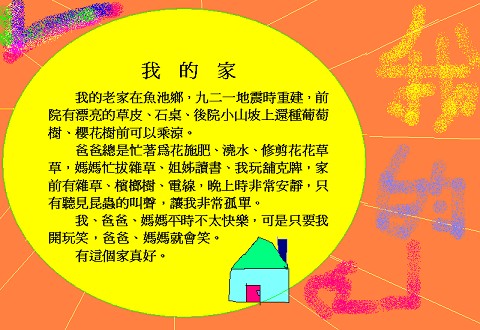 我 的 家
我的老家在魚池鄉，九二一地震時重建，前
院有漂亮的草皮、石桌、後院小山坡上還種葡萄
樹、櫻花樹前可以乘涼。
爸爸總是忙著爲花施肥、澆水、修剪花花草
草，媽媽忙拔雜草、姐姊讀書、我玩舖克牌，家
前有雜草、檳榔樹、電線，晚上時非常安靜，只
有聽見昆蟲的叫聲，讓我非常孤單。
我、爸爸、媽媽平時不太快樂，可是只要我
開玩笑，爸爸、媽媽就會笑。
有這個家真好。
我
的